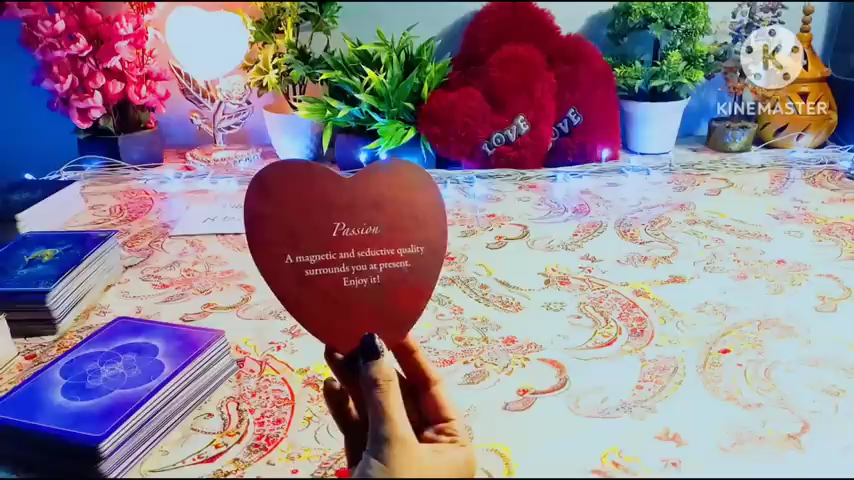 KINEMASTER
LOVE
LOVE
Passion
A magnetic and seductive quality
surrounds you at present.
Enjoy it!